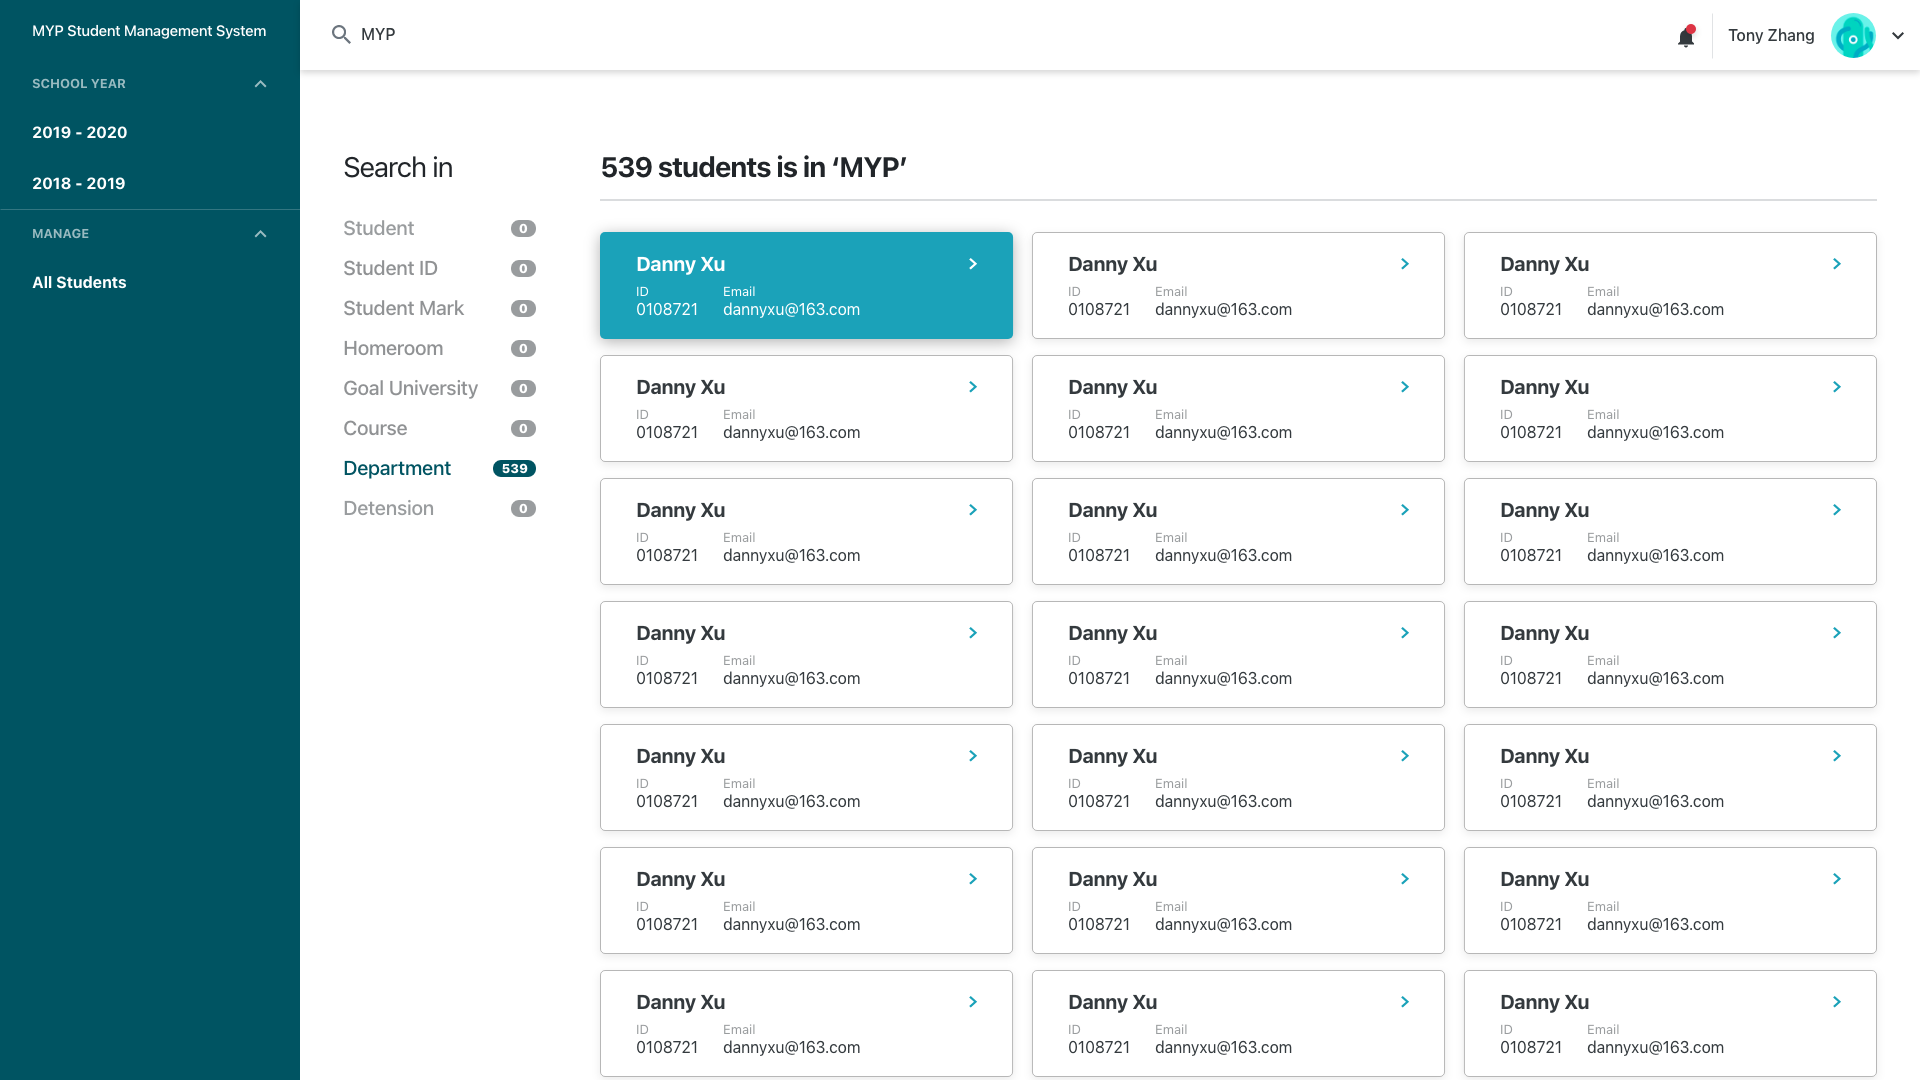 MYP Student Management System
SCHOOL YEAR
2019 - 2020
2018 - 2019
MANAGE
All Students
MYP
Tony Zhang
Search in
Student 0
Student ID 0
Student Mark 0
Homeroom 0
Goal University 0
Course 0
Department 539
Detension 0
539 students is in ‘MYP’
Danny Xu Danny Xu Danny Xu
ID Email ID Email ID Email
0108721 dannyxu@163.com 0108721 dannyxu@163.com 0108721 dannyxu@163.com
Danny Xu Danny Xu Danny Xu
ID Email ID Email ID Email
0108721 dannyxu@163.com 0108721 dannyxu@163.com 0108721 dannyxu@163.com
Danny Xu Danny Xu Danny Xu
ID Email ID Email ID Email
0108721 dannyxu@163.com 0108721 dannyxu@163.com 0108721 dannyxu@163.com
Danny Xu Danny Xu Danny Xu
ID Email ID Email ID Email
0108721 dannyxu@163.com 0108721 dannyxu@163.com 0108721 dannyxu@163.com
Danny Xu Danny Xu Danny Xu
ID Email ID Email ID Email
0108721 dannyxu@163.com 0108721 dannyxu@163.com 0108721 dannyxu@163.com
Danny Xu Danny Xu Danny Xu
ID Email ID Email ID Email
0108721 dannyxu@163.com 0108721 dannyxu@163.com 0108721 dannyxu@163.com
Danny Xu Danny Xu Danny Xu
ID Email ID Email ID Email
0108721 dannyxu@163.com 0108721 dannyxu@163.com 0108721 dannyxu@163.com